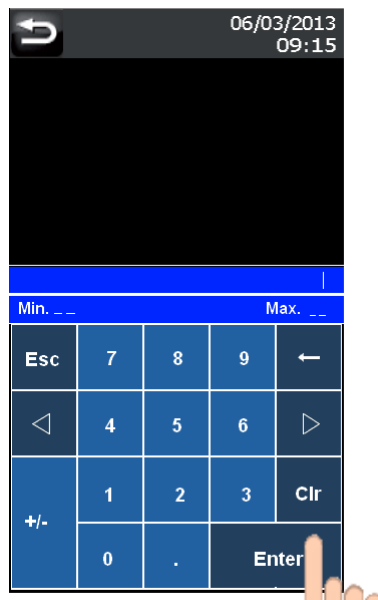 06/03/2013
09:15
Min. _ _ Max. _ _
Esc 7 8 9 ←
◁ 4 5 6 ▷
+/- 1 2 3 Clr
0 . Enter